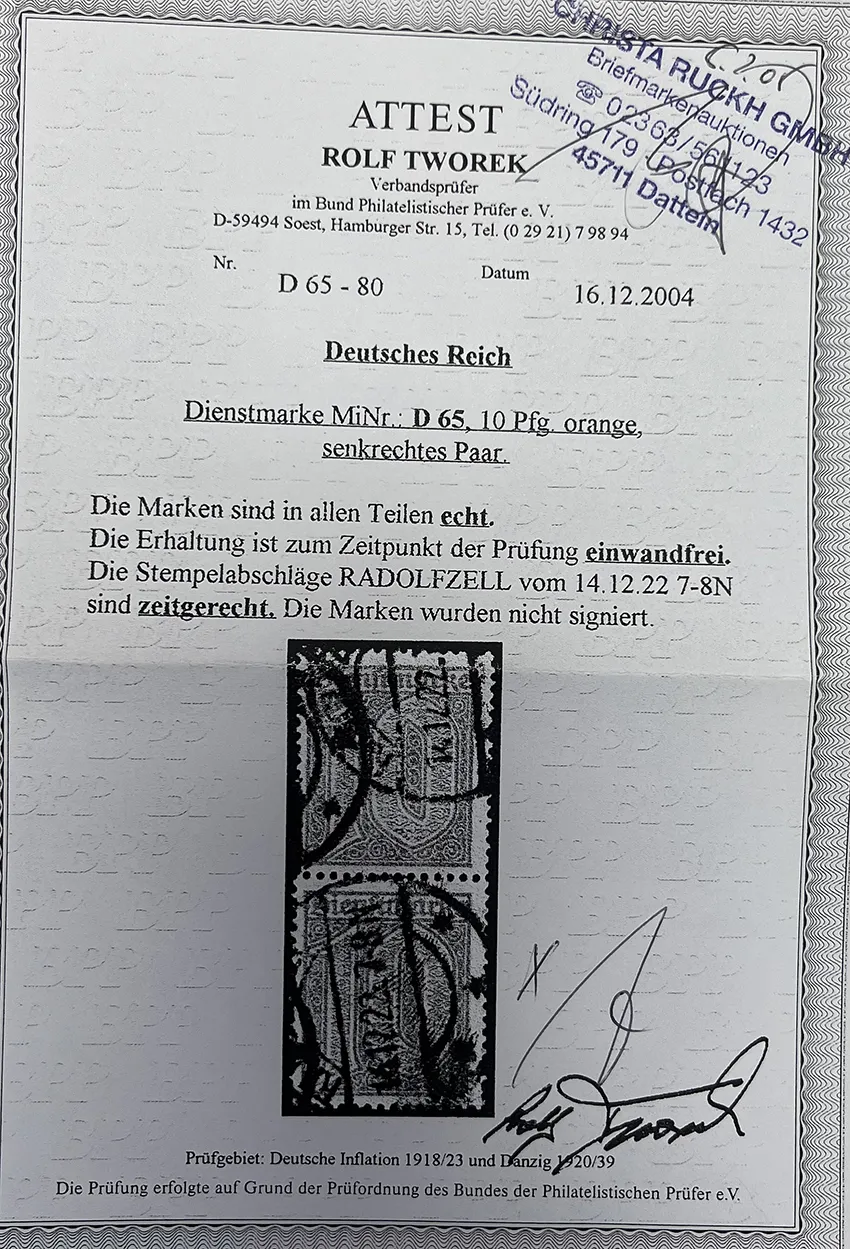 CHRISTA RUCKH GMBH
Briefmarkenauktionen
Südring 179 Postfach 1432
45711 Datteln
ATTEST
ROLF TWOREK
Verbandsprüfer
im Bund Philatelistischer Prüfer e. V.
D-59494 Soest, Hamburger Str. 15, Tel. (0 29 21) 7 98 94
Nr. D 65 - 80 Datum 16.12.2004
Deutsches Reich
Dienstmarke MiNr.: D 65, 10 Pfg. orange,
senkrechtes Paar.
Die Marken sind in allen Teilen echt.
Die Erhaltung ist zum Zeitpunkt der Prüfung einwandfrei.
Die Stempelabschläge RADOLFZELL vom 14.12.22 7-8N
sind zeitgerecht. Die Marken wurden nicht signiert.
Prüfgebiet: Deutsche Inflation 1918/23 und Danzig 1920/39
Die Prüfung erfolgte auf Grund der Prüfordnung des Bundes der Philatelistischen Prüfer e.V.